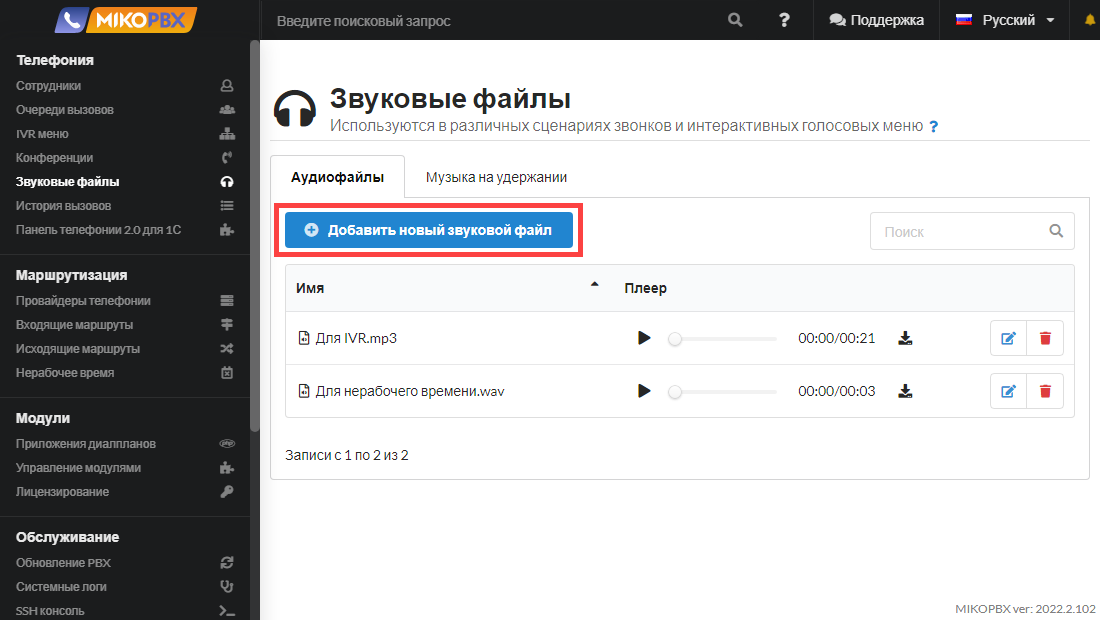 MIKOPBX
Введите поисковый запрос
?
Поддержка
Русский
Телефония
Сотрудники
Очереди вызовов
IVR меню
Конференции
Звуковые файлы
История вызовов
Панель телефонии 2.0 для 1С
Маршрутизация
Провайдеры телефонии
Входящие маршруты
Исходящие маршруты
Нерабочее время
Модули
Приложения диалпланов
Управление модулями
Лицензирование
Обслуживание
Обновление PBX
Системные логи
SSH консоль
Звуковые файлы
Используются в различных сценариях звонков и интерактивных голосовых меню ?
Аудиофайлы
Музыка на удержании
Добавить новый звуковой файл
Поиск
Имя
Плеер
Для IVR.mp3
00:00/00:21
Для нерабочего времени.wav
00:00/00:03
Записи с 1 по 2 из 2
MIKOPBX ver: 2022.2.102